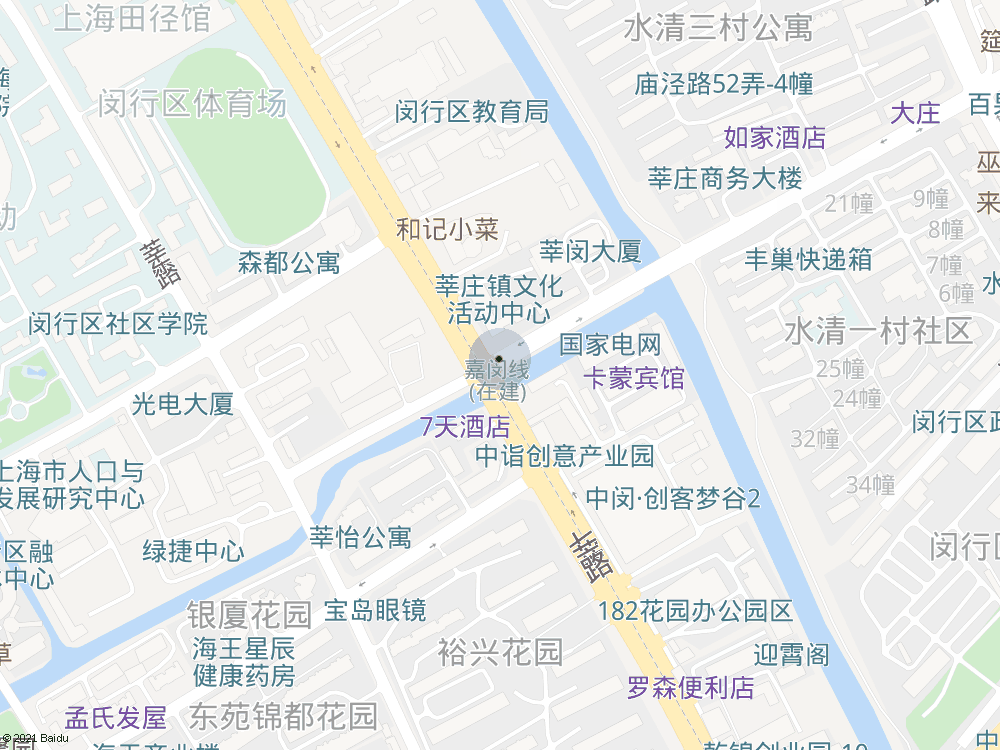 上海田径馆
水清三村公寓
庙泾路52弄-4幢
闵行区体育场
闵行区教育局
大庄
如家酒店
莘庄商务大楼
21幢
9幢
8幢
和记小菜
莘闵大厦
森都公寓
丰巢快递箱
7幢
6幢
莘庄镇文化
活动中心
闵行区社区学院
水清一村社区
国家电网
嘉闵线
(在建)
卡蒙宾馆
25幢
24幢
光电大厦
7天酒店
32幢
闵行区政
中诣创意产业园
上海市人口与
发展研究中心
34幢
中闵·创客梦谷2
莘怡公寓
绿捷中心
区融
中心
闵行区
银厦花园
宝岛眼镜
182花园办公园区
海王星辰
健康药房
裕兴花园
迎霄阁
罗森便利店
孟氏发屋
东苑锦都花园
© 2021 Baidu